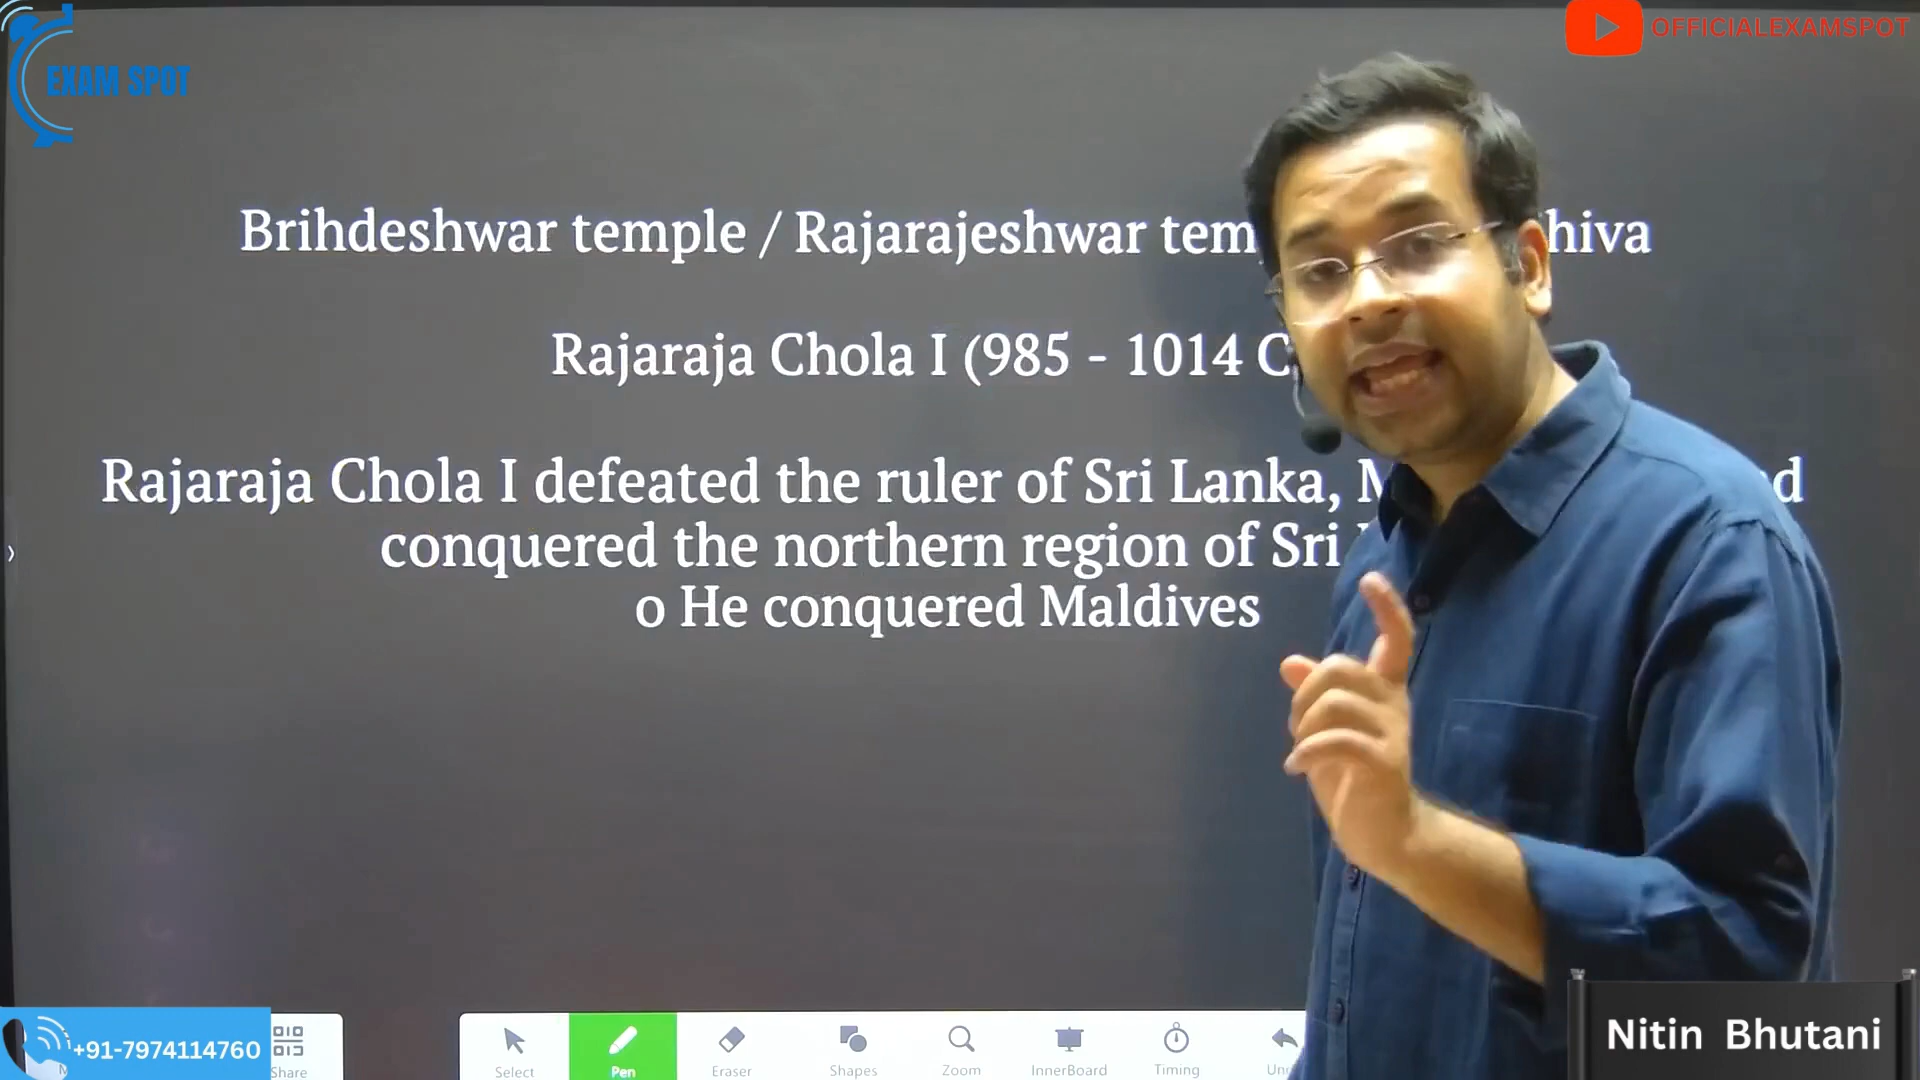 EXAM SPOT
OFFICIALEXAMSPOT
Brihdeshwar temple / Rajarajeshwar hiva
Rajaraja Chola I (985 - 1014
Rajaraja Chola I defeated the ruler of Sri Lanka,
conquered the northern region of Sri
o He conquered Maldives
+91-7974114760
Share
Select
Pen
Eraser
Shapes
Zoom
InnerBoard
Timing
Nitin Bhutani